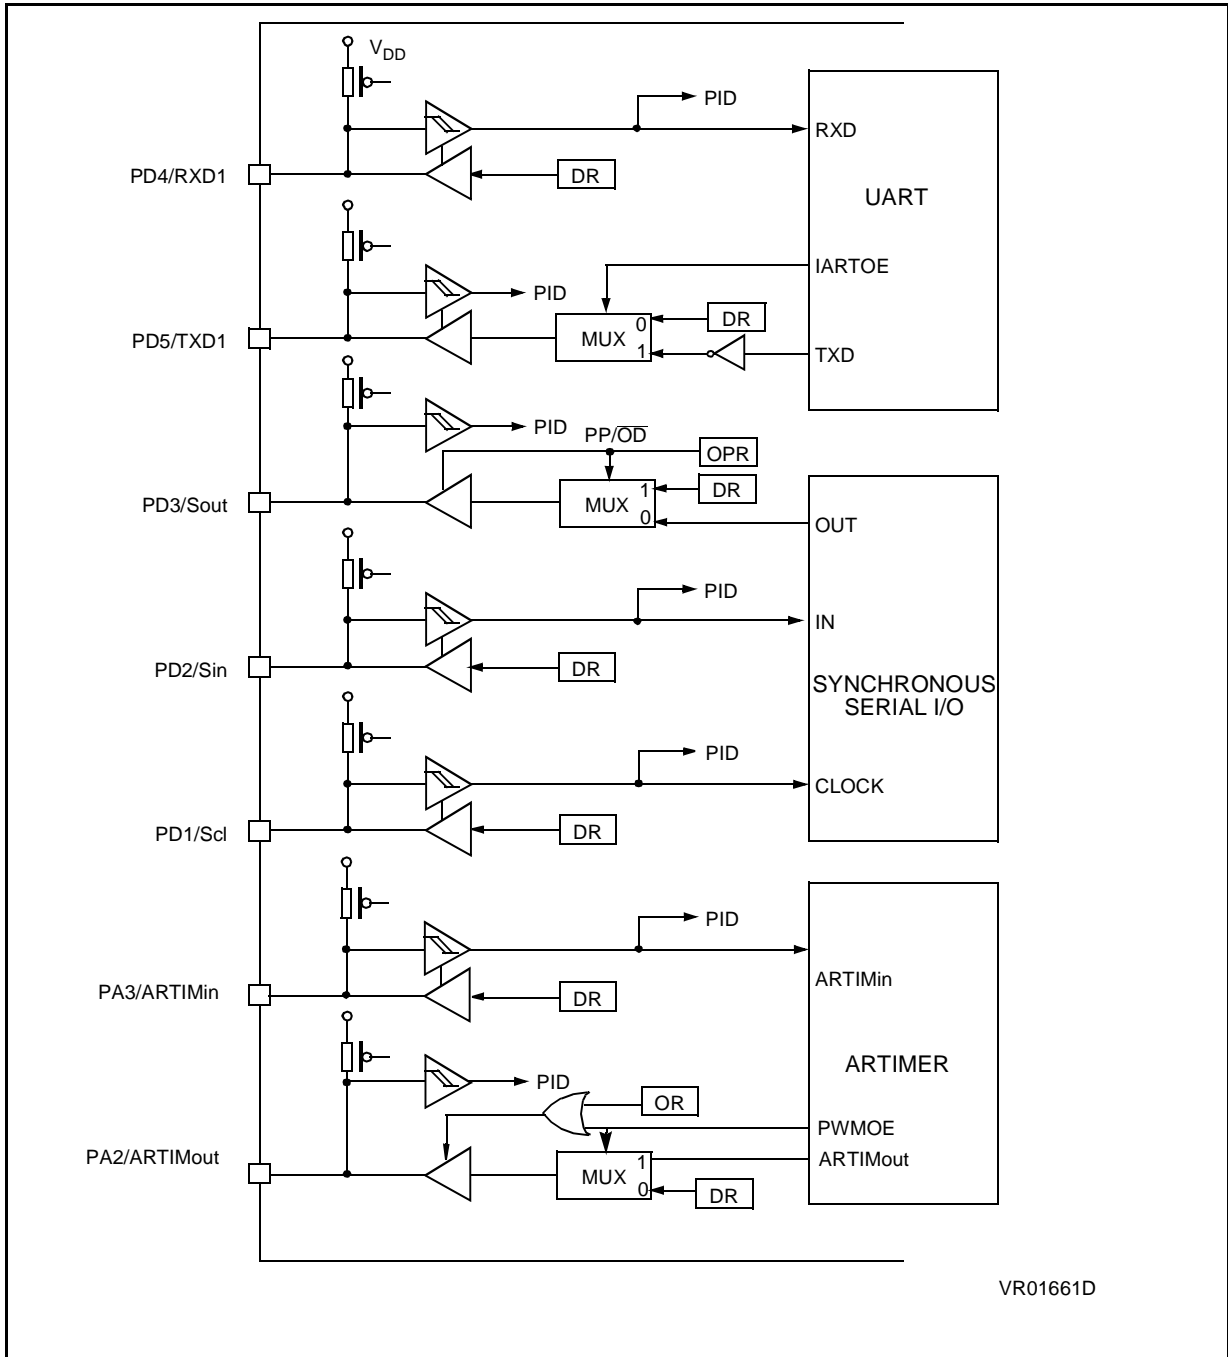 VDD
PID
RXD
PD4/RXD1
DR
UART
IARTOE
PID
DR
PD5/TXD1
MUX
0
1
TXD
PID
PP/OD
OPR
DR
PD3/Sout
MUX
1
0
OUT
PID
IN
PD2/Sin
DR
SYNCHRONOUS
SERIAL I/O
PID
CLOCK
PD1/Scl
DR
PID
ARTIMin
PA3/ARTIMin
DR
ARTIMER
PID
OR
PWMOE
PA2/ARTIMout
MUX
1
0
ARTIMout
DR
VR01661D